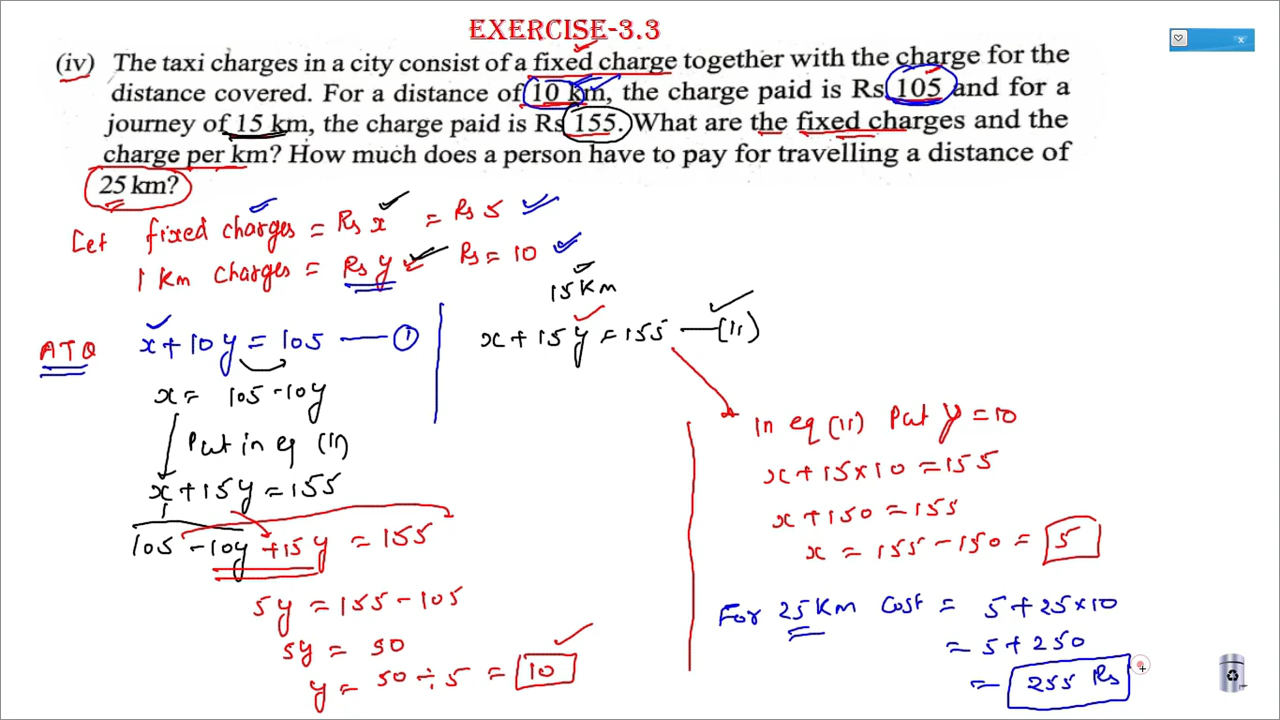 EXERCISE-3.3
(iv) The taxi charges in a city consist of a fixed charge together with the charge for the
distance covered. For a distance of 10 km, the charge paid is Rs 105 and for a
journey of 15 km, the charge paid is Rs 155. What are the fixed charges and the
charge per km? How much does a person have to pay for travelling a distance of
25 km?
Let fixed charges = Rs x = Rs 5
1 Km charges = Rs y Rs = 10
15 Km
ATQ x + 10y = 105 — (1)
x + 15y = 155 — (11)
x = 105 - 10y
Put in eq (11)
x + 15y = 155
105 - 10y + 15y = 155
5y = 155 - 105
5y = 50
y = 50 ÷ 5 = 10
In eq (11) Put y = 10
x + 15 × 10 = 155
x + 150 = 155
x = 155 - 150 = 5
For 25 Km Cost = 5 + 25 × 10
= 5 + 250
= 255 Rs